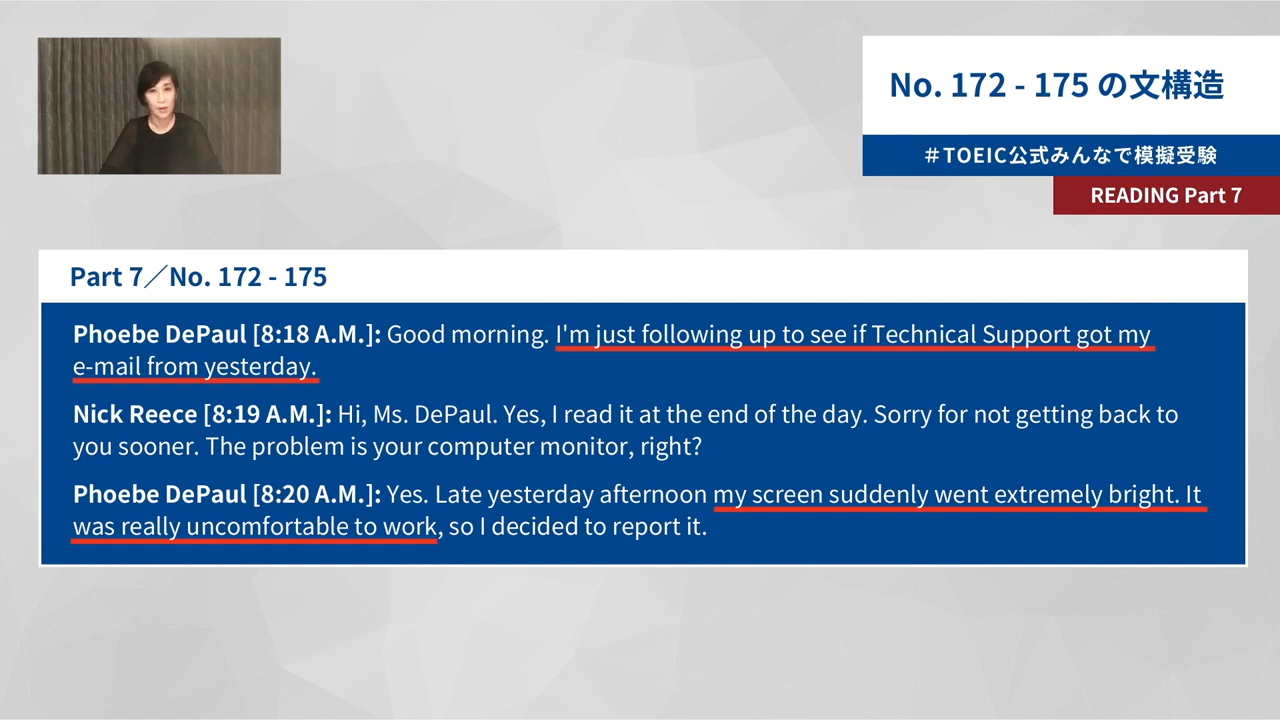 No. 172 - 175 の文構造
＃TOEIC公式みんなで模擬受験
READING Part 7
Part 7／No. 172 - 175
Phoebe DePaul [8:18 A.M.]: Good morning. I'm just following up to see if Technical Support got my
e-mail from yesterday.
Nick Reece [8:19 A.M.]: Hi, Ms. DePaul. Yes, I read it at the end of the day. Sorry for not getting back to
you sooner. The problem is your computer monitor, right?
Phoebe DePaul [8:20 A.M.]: Yes. Late yesterday afternoon my screen suddenly went extremely bright. It
was really uncomfortable to work, so I decided to report it.